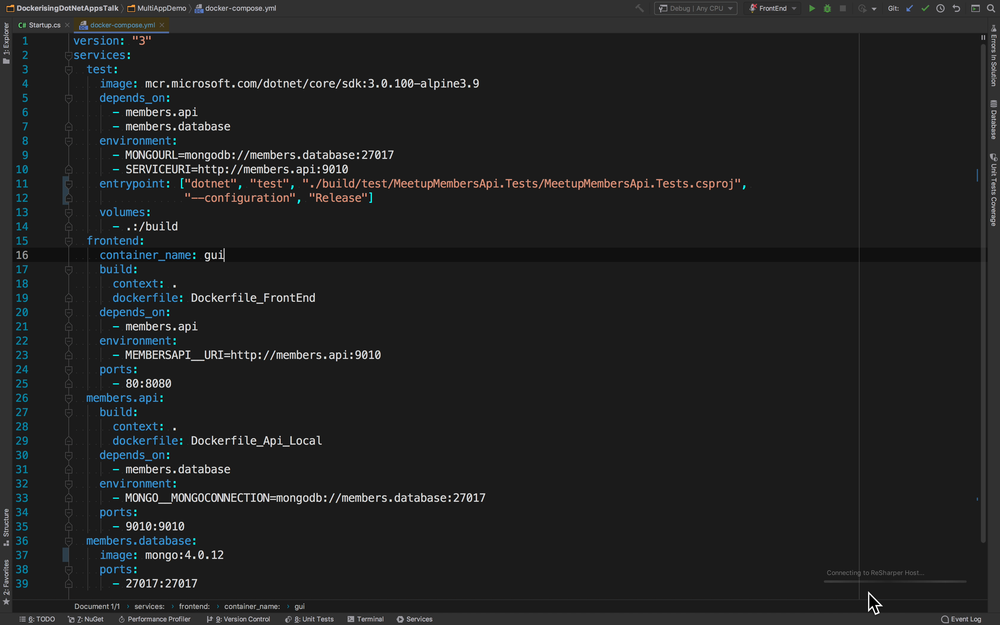 DockerisingDotNetAppsTalk MultiAppDemo docker-compose.yml
Debug | Any CPU FrontEnd Git:
C# Startup.cs docker-compose.yml
1: Explorer
1 version: "3"
2 services:
3 test:
4 image: mcr.microsoft.com/dotnet/core/sdk:3.0.100-alpine3.9
5 depends_on:
6 - members.api
7 - members.database
8 environment:
9 - MONGOURL=mongodb://members.database:27017
10 - SERVICEURI=http://members.api:9010
11 entrypoint: ["dotnet", "test", "./build/test/MeetupMembersApi.Tests/MeetupMembersApi.Tests.csproj",
12 "--configuration", "Release"]
13 volumes:
14 - .:/build
15 frontend:
16 container_name: gui
17 build:
18 context: .
19 dockerfile: Dockerfile_FrontEnd
20 depends_on:
21 - members.api
22 environment:
23 - MEMBERSAPI__URI=http://members.api:9010
24 ports:
25 - 80:8080
26 members.api:
27 build:
28 context: .
29 dockerfile: Dockerfile_Api_Local
30 depends_on:
31 - members.database
32 environment:
33 - MONGO__MONGOCONNECTION=mongodb://members.database:27017
34 ports:
35 - 9010:9010
36 members.database:
37 image: mongo:4.0.12
38 ports:
39 - 27017:27017
Structure
2: Favorites
Errors In Solution
Database
Unit Tests Coverage
Connecting to ReSharper Host...
Document 1/1 › services: › frontend: › container_name: › gui
6: TODO 7: NuGet Performance Profiler 9: Version Control 8: Unit Tests Terminal Services Event Log